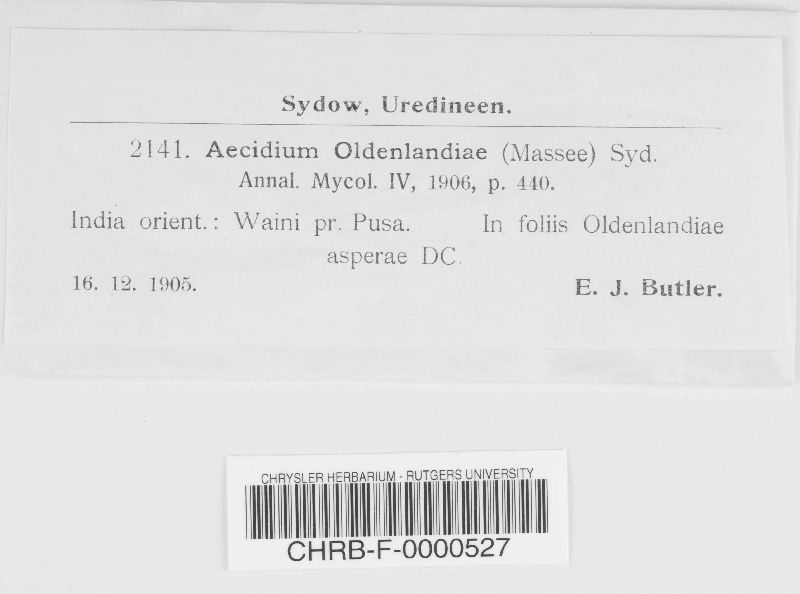 Sydow, Uredineen.
2141. Aecidium Oldenlandiae (Massee) Syd.
Annal. Mycol. IV, 1906, p. 440.
India orient.: Waini pr. Pusa. In foliis Oldenlandiae
asperae DC.
16. 12. 1905. E. J. Butler.
CHRYSLER HERBARIUM - RUTGERS UNIVERSITY
CHRB-F-0000527